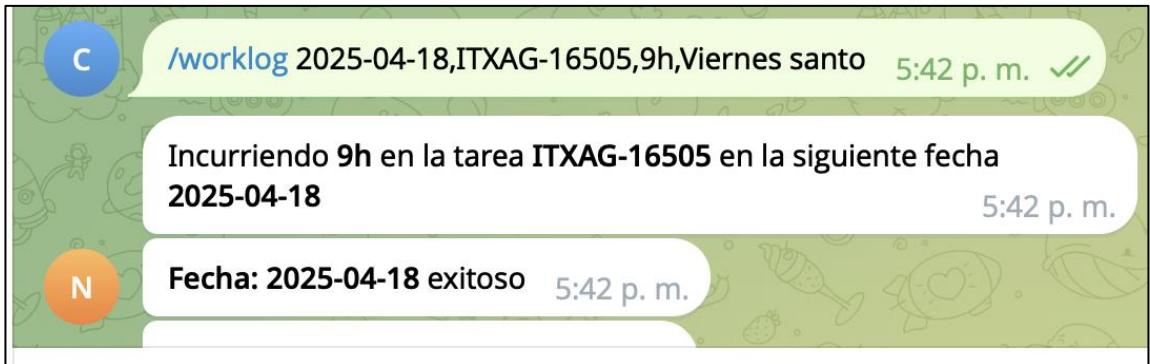 C
/worklog 2025-04-18,ITXAG-16505,9h,Viernes santo 5:42 p. m.
Incurriendo 9h en la tarea ITXAG-16505 en la siguiente fecha
2025-04-18
5:42 p. m.
N
Fecha: 2025-04-18 exitoso 5:42 p. m.